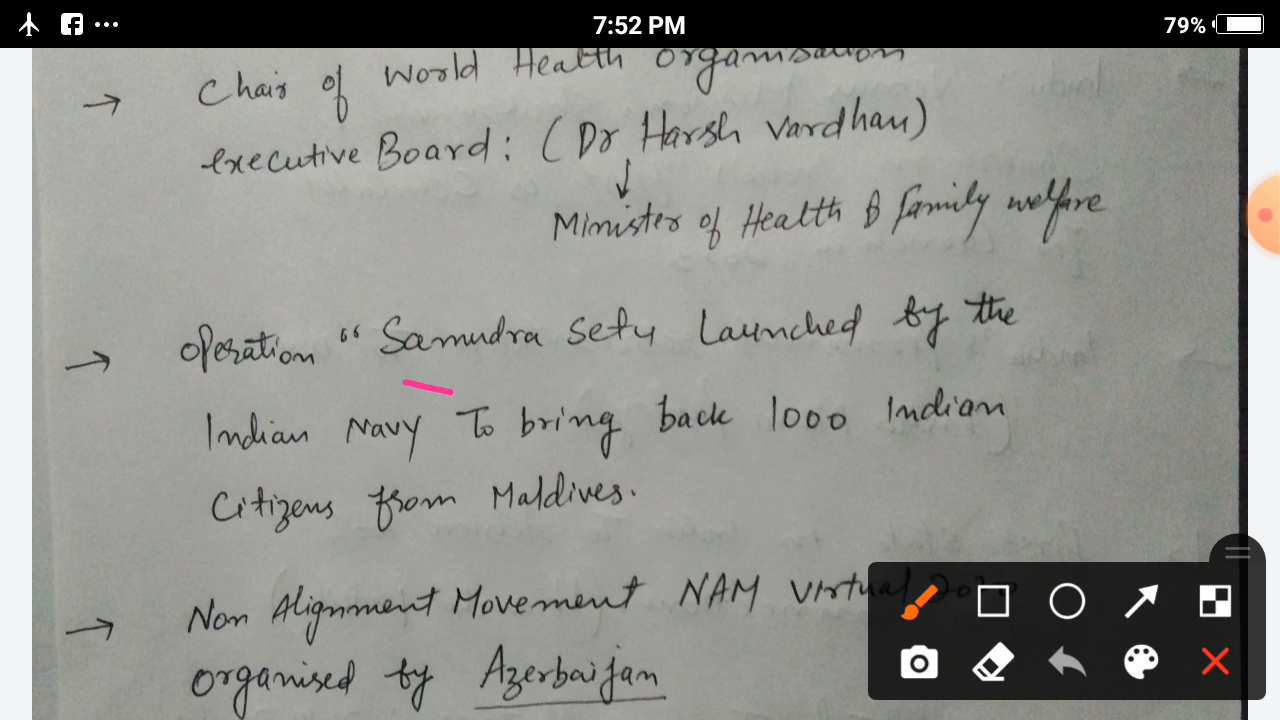 7:52 PM
79%
→ Chair of World Health Organisation
executive Board: (Dr Harsh Vardhan)
↓
Minister of Health & family welfare
→ Operation “ Samudra setu Launched by the
Indian Navy To bring back 1000 Indian
Citizens from Maldives.
→ Non Alignment Movement NAM Virtual
organised by Azerbaijan